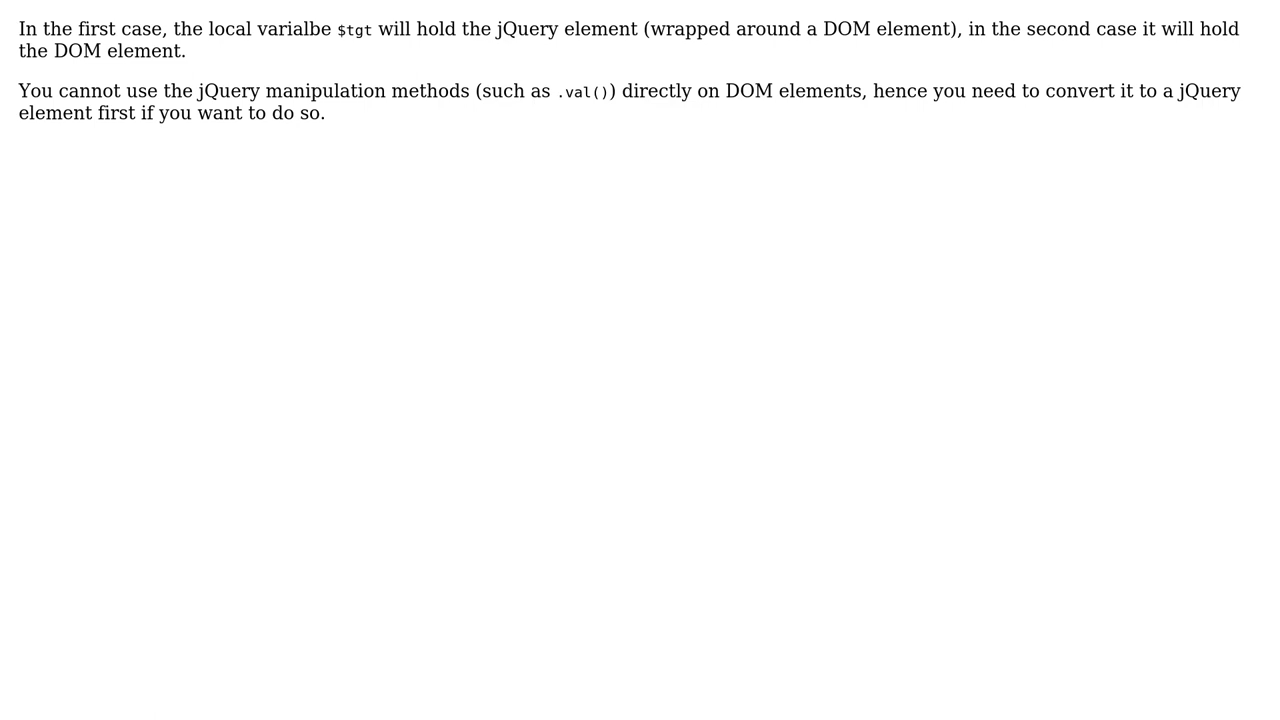 In the first case, the local varialbe $tgt will hold the jQuery element (wrapped around a DOM element), in the second case it will hold
the DOM element.
You cannot use the jQuery manipulation methods (such as .val()) directly on DOM elements, hence you need to convert it to a jQuery
element first if you want to do so.